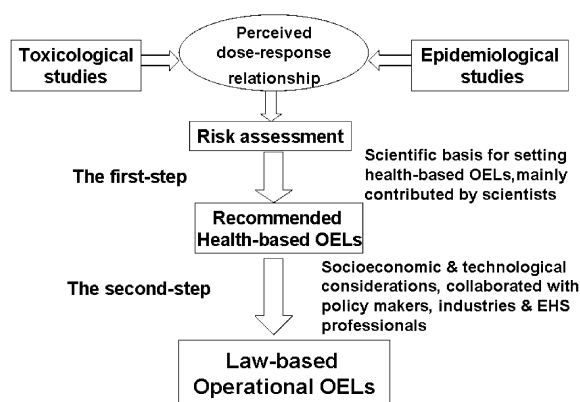 Toxicological
studies
Perceived
dose-response
relationship
Epidemiological
studies
Risk assessment
The first-step
Scientific basis for setting
health-based OELs,mainly
contributed by scientists
Recommended
Health-based OELs
The second-step
Socioeconomic & technological
considerations, collaborated with
policy makers, industries & EHS
professionals
Law-based
Operational OELs